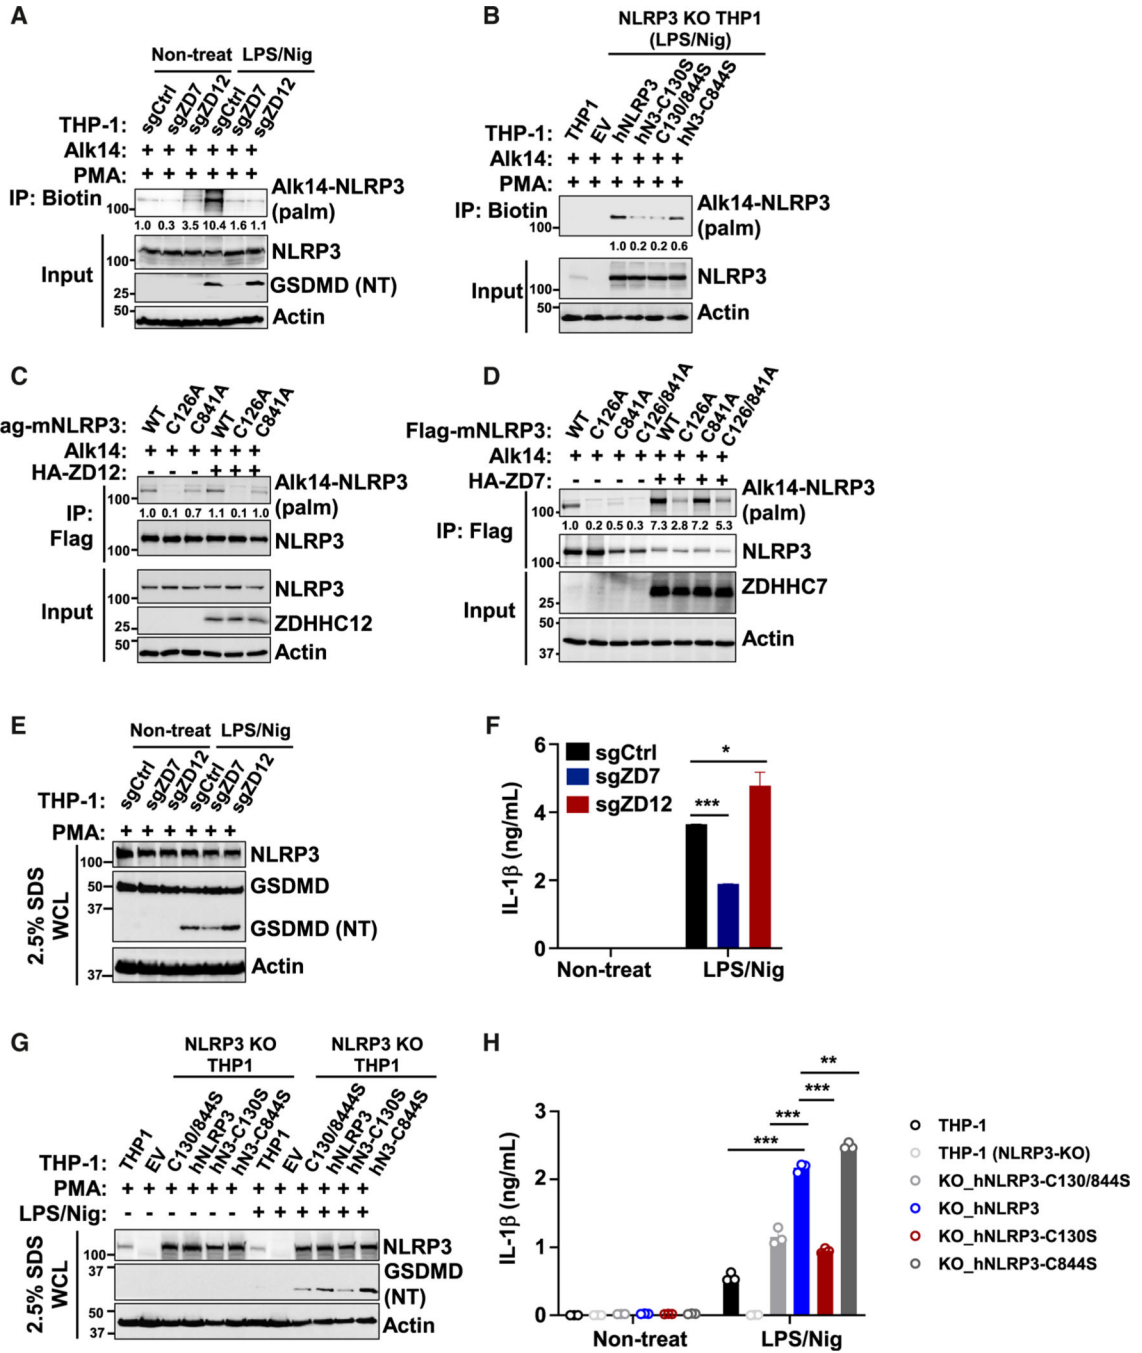 A
Non-treat LPS/Nig
THP-1: sgCtrl sgZD7 sgZD12 sgCtrl sgZD7 sgZD12
Alk14: + + + + + +
PMA: + + + + + +
IP: Biotin 100 Alk14-NLRP3
(palm)
1.0 0.3 3.5 10.4 1.6 1.1
Input
100 NLRP3
25 GSDMD (NT)
50 Actin
B
NLRP3 KO THP1
(LPS/Nig)
THP-1: THP1 EV hNLRP3 hN3-C130S C130/844S hN3-C844S
Alk14: + + + + + +
PMA: + + + + + +
IP: Biotin 100 Alk14-NLRP3
(palm)
1.0 0.2 0.2 0.6
Input
100 NLRP3
50 Actin
C
ag-mNLRP3: WT C126A C841A WT C126A C841A
Alk14: + + + + + +
HA-ZD12: - - - + + +
100 Alk14-NLRP3
(palm)
IP:
Flag
1.0 0.1 0.7 1.1 0.1 1.0
100 NLRP3
Input
100 NLRP3
25 ZDHHC12
50 Actin
D
Flag-mNLRP3: WT C126A C841A C126/841A WT C126A C841A C126/841A
Alk14: + + + + + + + +
HA-ZD7: - - - - + + + +
100 Alk14-NLRP3
(palm)
IP: Flag
1.0 0.2 0.5 0.3 7.3 2.8 7.2 5.3
100 NLRP3
Input
25 ZDHHC7
50
37 Actin
E
Non-treat LPS/Nig
THP-1: sgCtrl sgZD7 sgZD12 sgCtrl sgZD7 sgZD12
PMA: + + + + + +
2.5% SDS
WCL
100 NLRP3
50 GSDMD
37
GSDMD (NT)
37 Actin
F
IL-1β (ng/mL)
6
4
2
0
sgCtrl
sgZD7
sgZD12
*
***
Non-treat LPS/Nig
G
NLRP3 KO
THP1
NLRP3 KO
THP1
THP-1: THP1 EV C130/844S hNLRP3 hN3-C130S hN3-C844S THP1 EV C130/8444S hNLRP3 hN3-C130S hN3-C844S
PMA: + + + + + + + + + + + +
LPS/Nig: - - - - - - + + + + + +
2.5% SDS
WCL
100 NLRP3
37 GSDMD
(NT)
50
37 Actin
H
IL-1β (ng/mL)
3
2
1
0
**
***
***
***
Non-treat LPS/Nig
THP-1
THP-1 (NLRP3-KO)
KO_hNLRP3-C130/844S
KO_hNLRP3
KO_hNLRP3-C130S
KO_hNLRP3-C844S